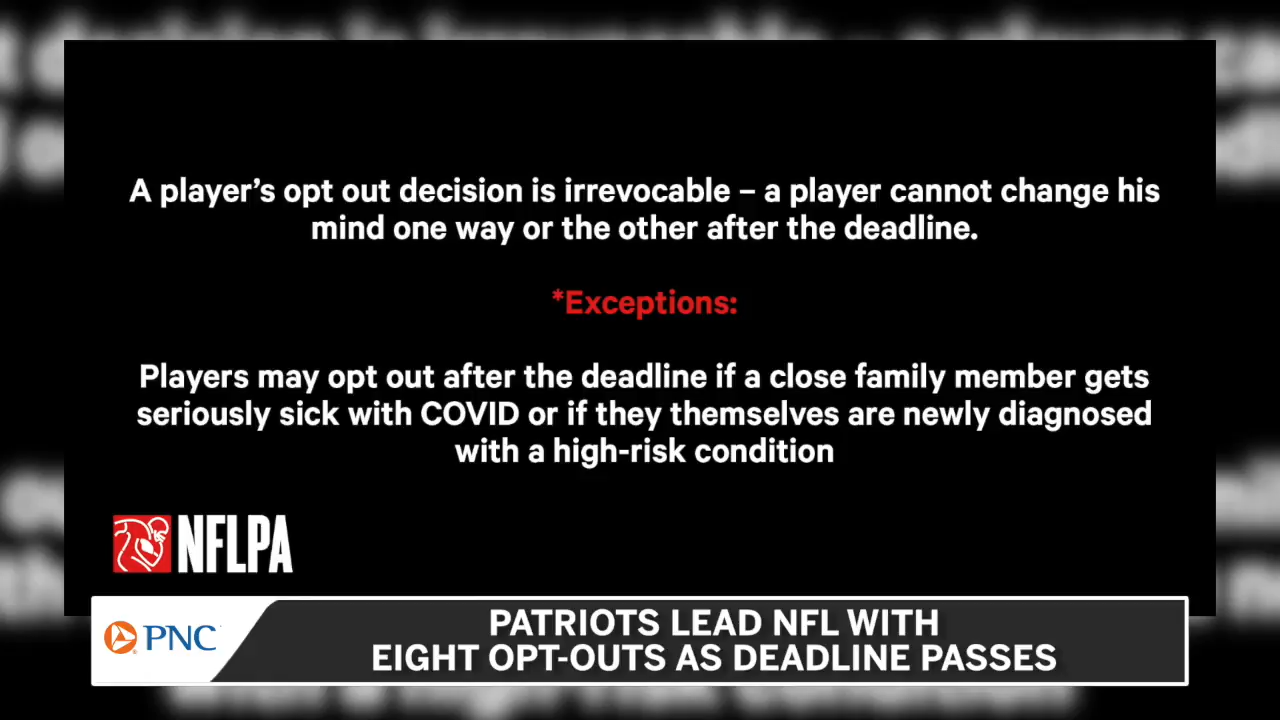 A player’s opt out decision is irrevocable – a player cannot change his
mind one way or the other after the deadline.
*Exceptions:
Players may opt out after the deadline if a close family member gets
seriously sick with COVID or if they themselves are newly diagnosed
with a high-risk condition
NFLPA
PNC
PATRIOTS LEAD NFL WITH
EIGHT OPT-OUTS AS DEADLINE PASSES